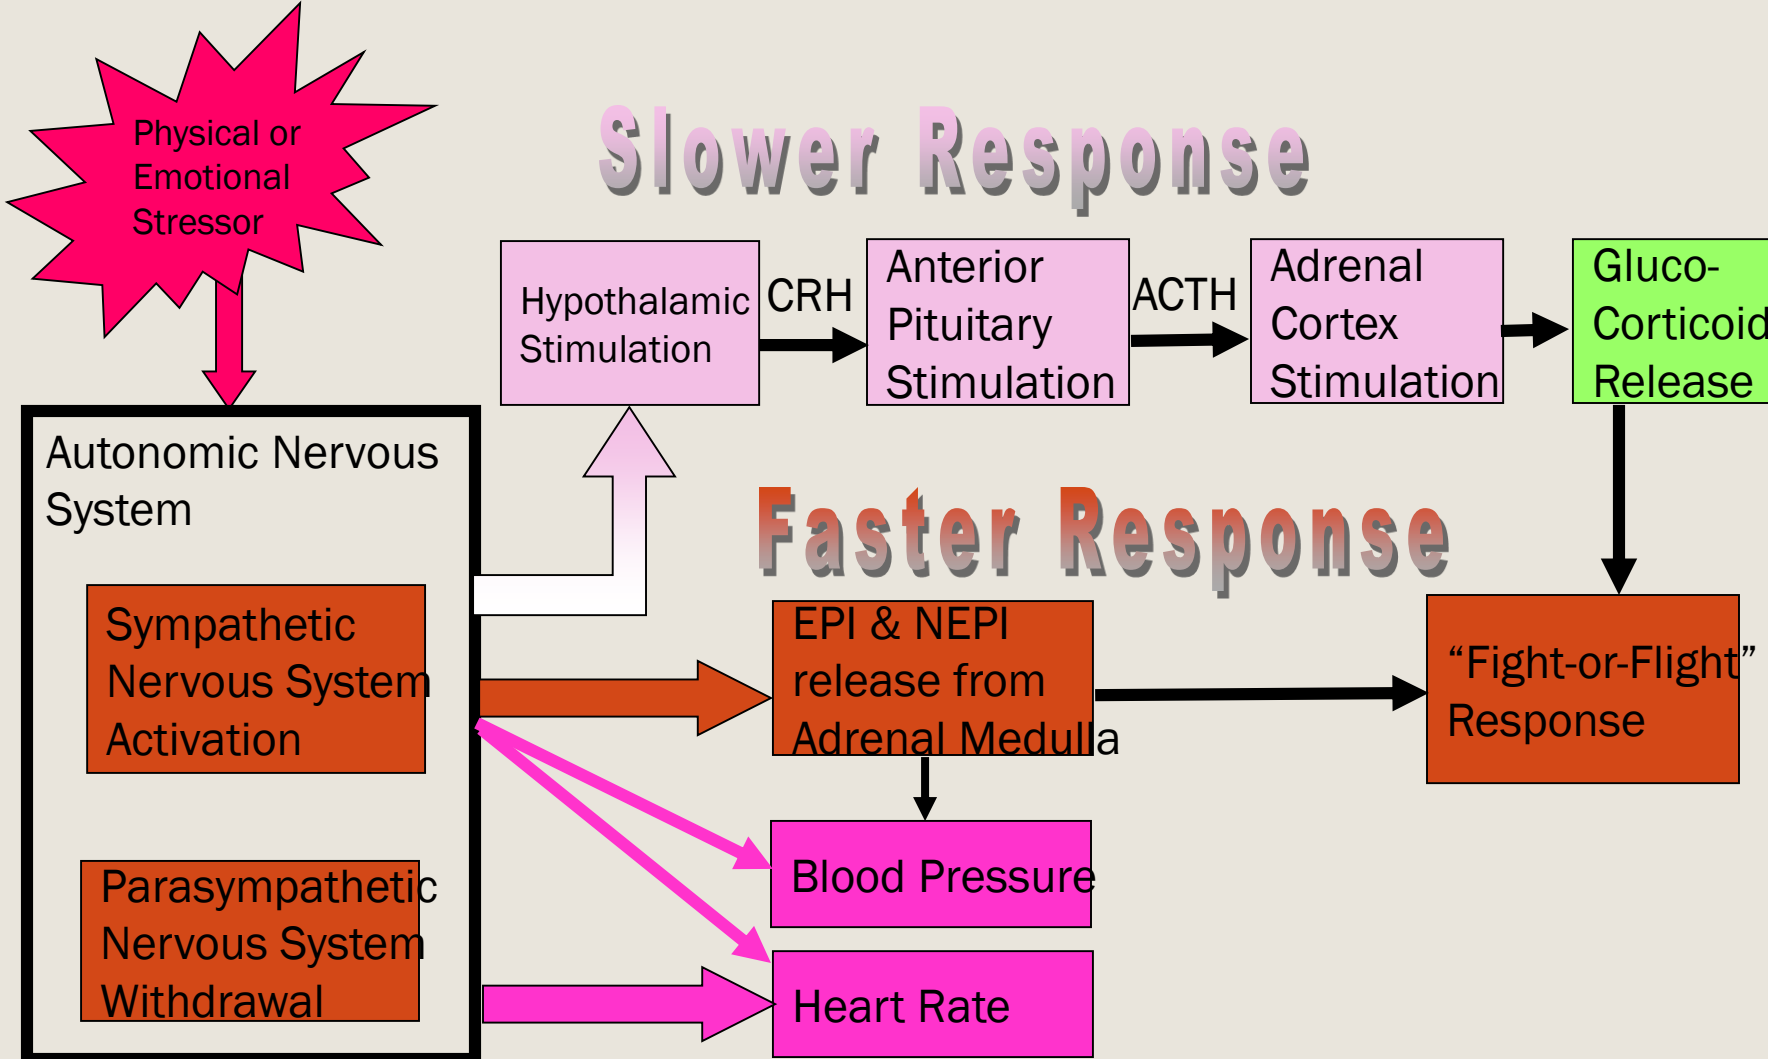 Physical or
Emotional
Stressor
Slower Response
Hypothalamic
Stimulation
CRH
Anterior
Pituitary
Stimulation
ACTH
Adrenal
Cortex
Stimulation
Gluco-
Corticoid
Release
Autonomic Nervous
System
Faster Response
Sympathetic
Nervous System
Activation
EPI & NEPI
release from
Adrenal Medulla
“Fight-or-Flight”
Response
Parasympathetic
Nervous System
Withdrawal
Blood Pressure
Heart Rate